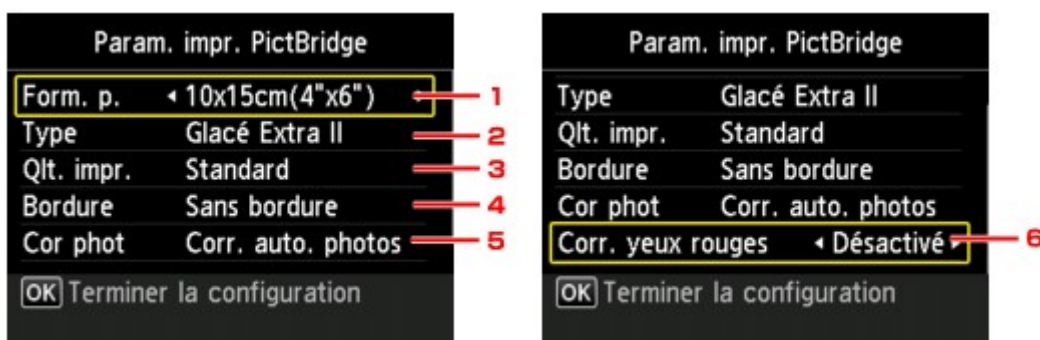 Param. impr. PictBridge
Form. p. 10x15cm(4"x6") 1
Type Glacé Extra II 2
Qlt. impr. Standard 3
Bordure Sans bordure 4
Cor phot Corr. auto. photos 5
OK Terminer la configuration
Param. impr. PictBridge
Type Glacé Extra II
Qlt. impr. Standard
Bordure Sans bordure
Cor phot Corr. auto. photos
Corr. yeux rouges Désactivé 6
OK Terminer la configuration